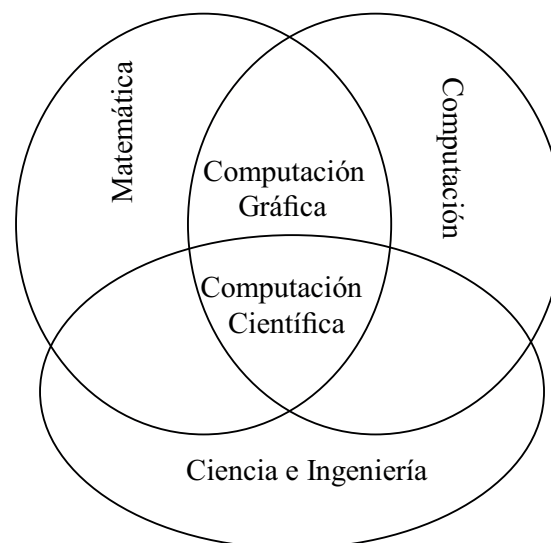 Matemática
Computación
Computación
Gráfica
Computación
Científica
Ciencia e Ingeniería